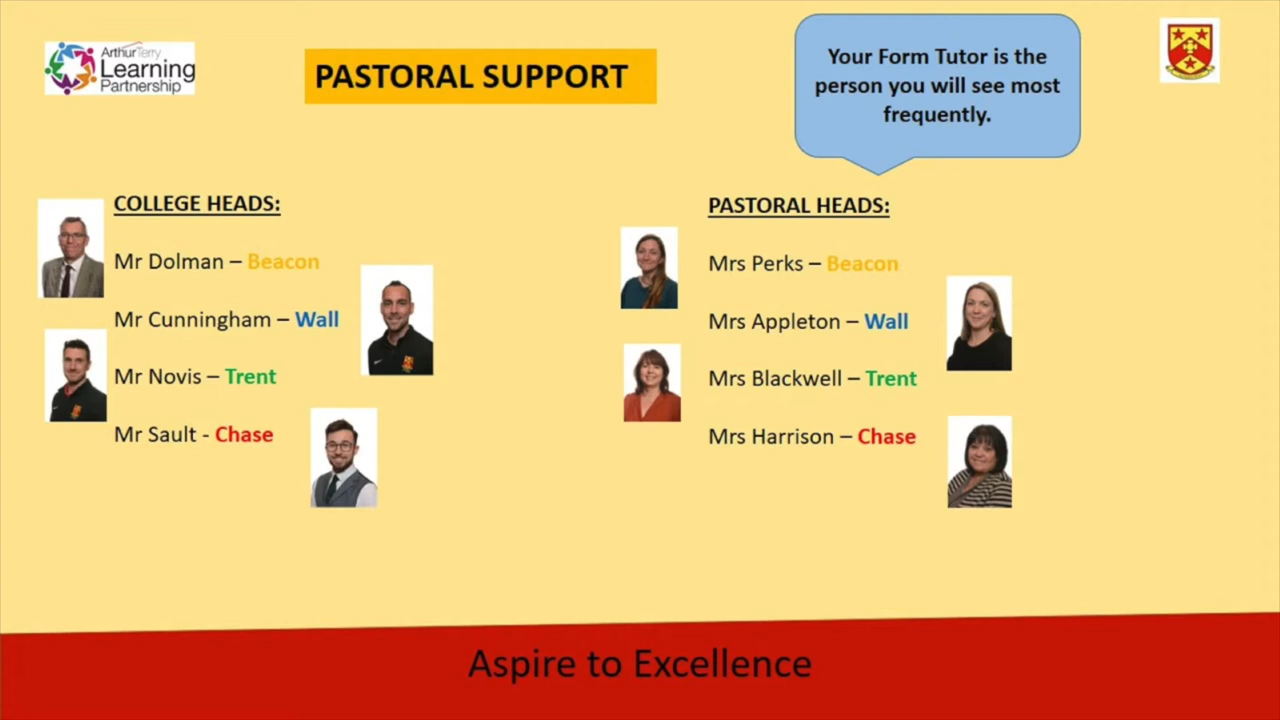 ArthurTerry
Learning
Partnership
PASTORAL SUPPORT
Your Form Tutor is the
person you will see most
frequently.
COLLEGE HEADS:
Mr Dolman – Beacon
Mr Cunningham – Wall
Mr Novis – Trent
Mr Sault - Chase
PASTORAL HEADS:
Mrs Perks – Beacon
Mrs Appleton – Wall
Mrs Blackwell – Trent
Mrs Harrison – Chase
Aspire to Excellence